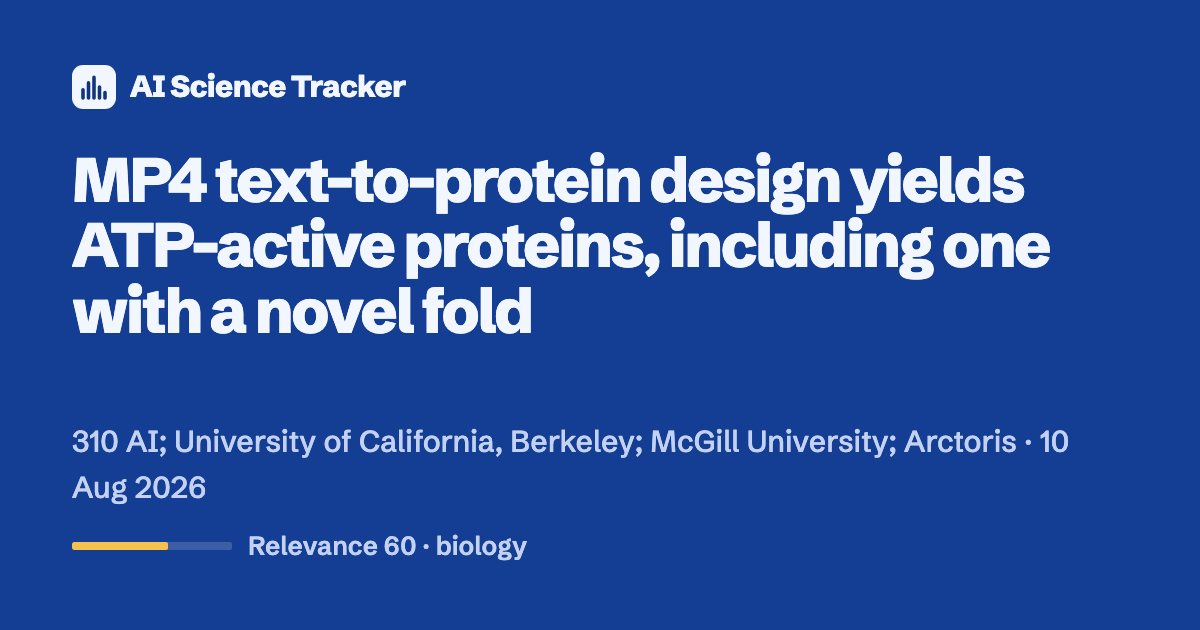 AI Science Tracker
MP4 text-to-protein design yields
ATP-active proteins, including one
with a novel fold
310 AI; University of California, Berkeley; McGill University; Arctoris · 10
Aug 2026
Relevance 60 · biology